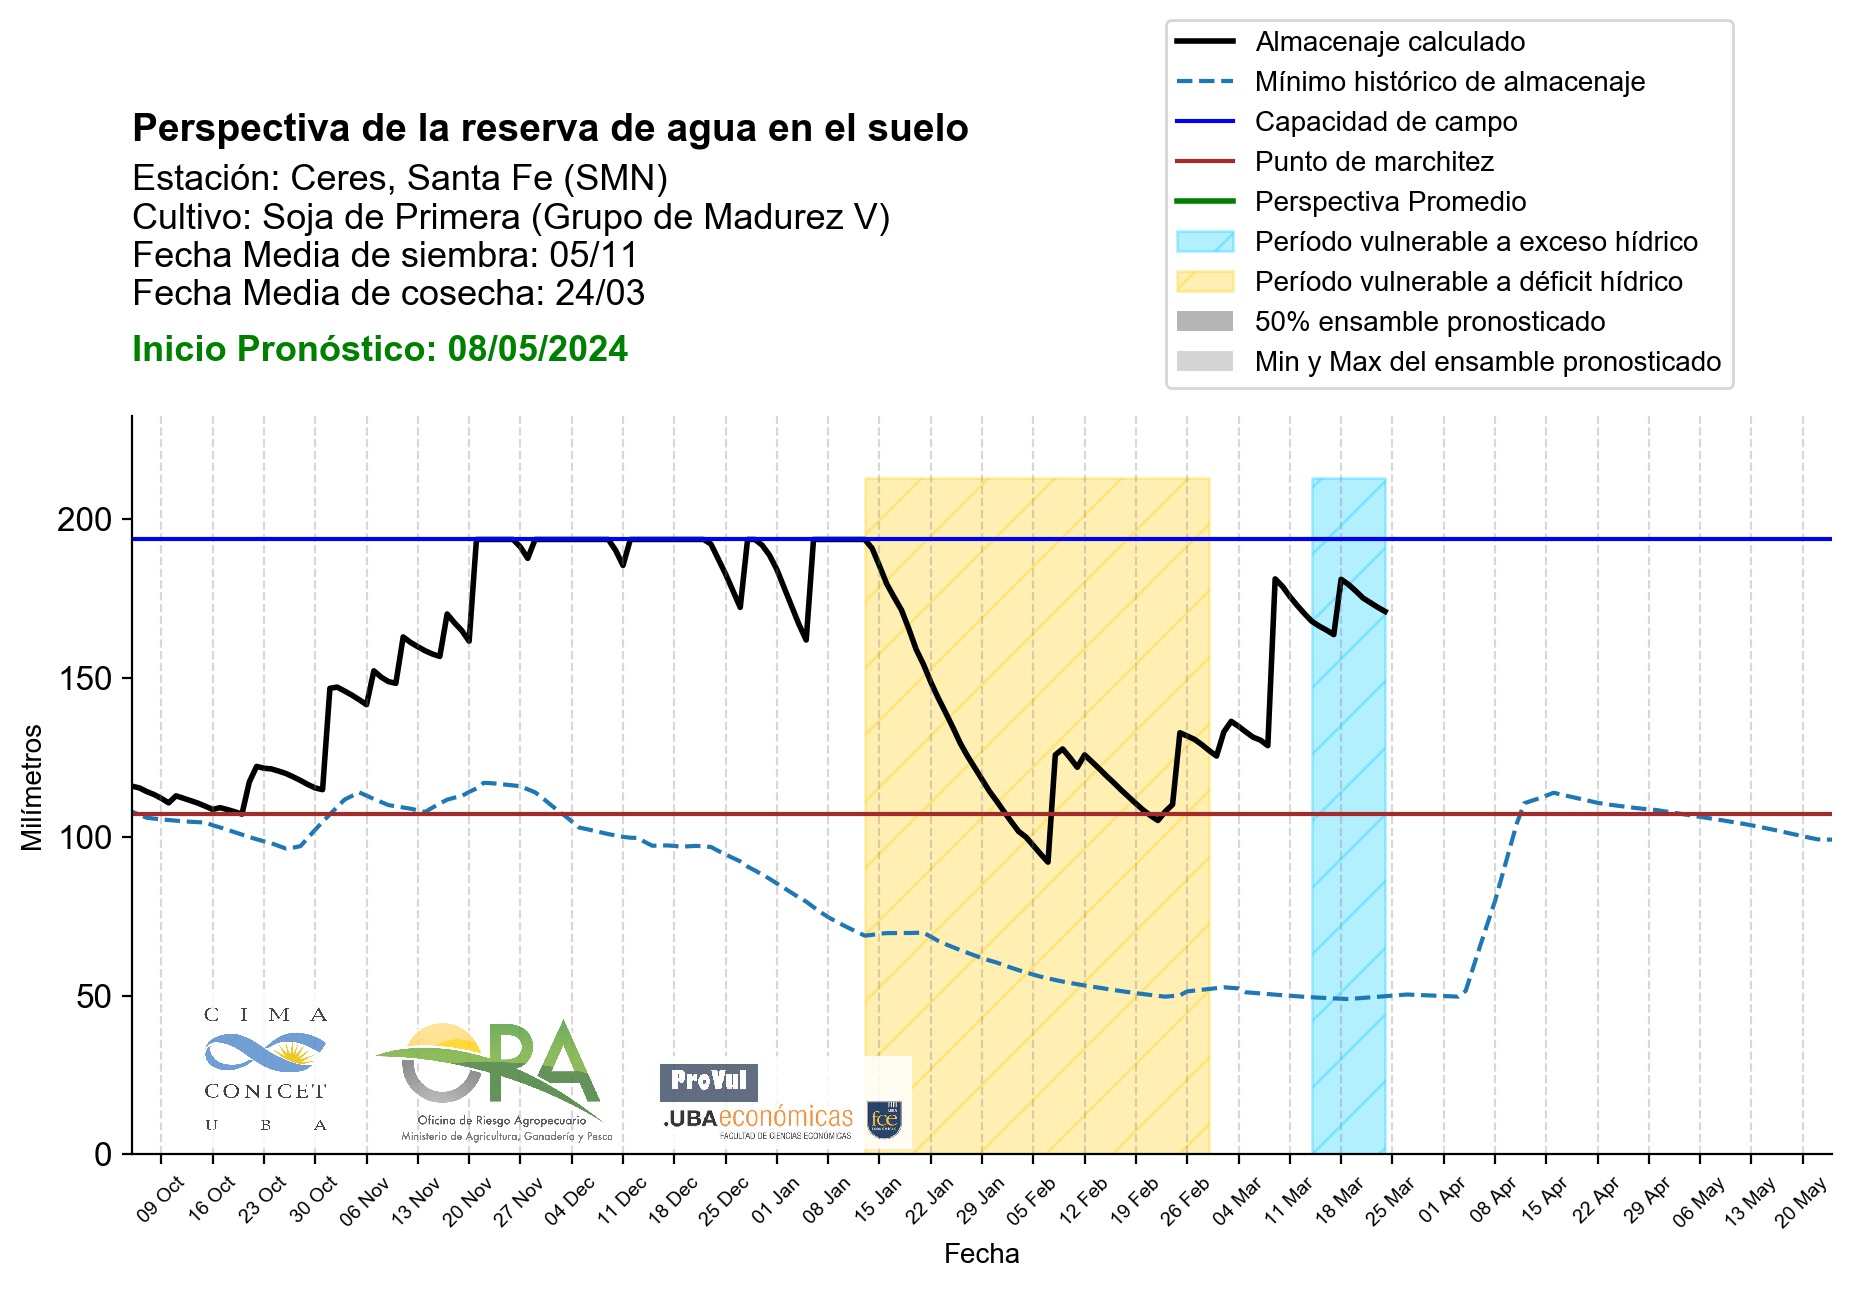 Almacenaje calculado
Mínimo histórico de almacenaje
Capacidad de campo
Punto de marchitez
Perspectiva Promedio
Período vulnerable a exceso hídrico
Período vulnerable a déficit hídrico
50% ensamble pronosticado
Min y Max del ensamble pronosticado
Perspectiva de la reserva de agua en el suelo
Estación: Ceres, Santa Fe (SMN)
Cultivo: Soja de Primera (Grupo de Madurez V)
Fecha Media de siembra: 05/11
Fecha Media de cosecha: 24/03
Inicio Pronóstico: 08/05/2024
200
150
100
50
0
Milímetros
CIMA
CONICET
UBA
OPA
Oficina de Riesgo Agropecuario
Ministerio de Agricultura, Ganadería y Pesca
ProVul
.UBAeconómicas
FACULTAD DE CIENCIAS ECONÓMICAS
UBA
fce
09 Oct
16 Oct
23 Oct
30 Oct
06 Nov
13 Nov
20 Nov
27 Nov
04 Dec
11 Dec
18 Dec
25 Dec
01 Jan
08 Jan
15 Jan
22 Jan
29 Jan
05 Feb
12 Feb
19 Feb
26 Feb
04 Mar
11 Mar
18 Mar
25 Mar
01 Apr
08 Apr
15 Apr
22 Apr
29 Apr
06 May
13 May
20 May
Fecha